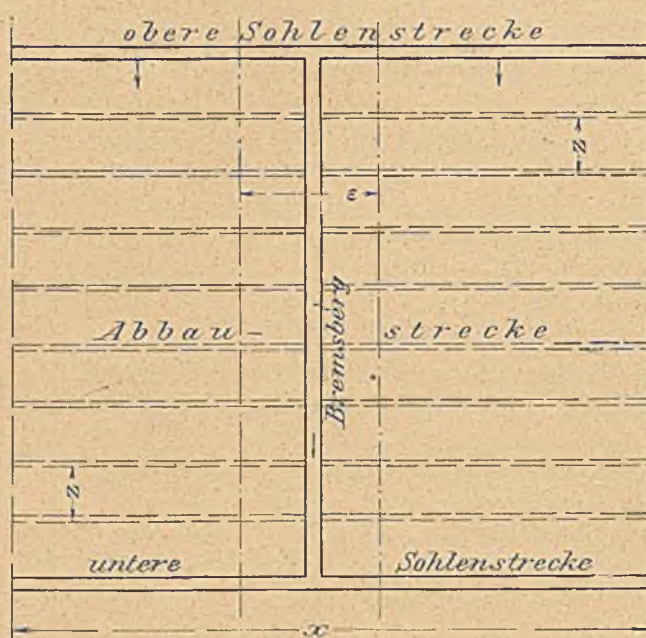 obere Sohlenstrecke
z
ε
Bremsberg
Abbau - strecke
z
untere Sohlenstrecke
x